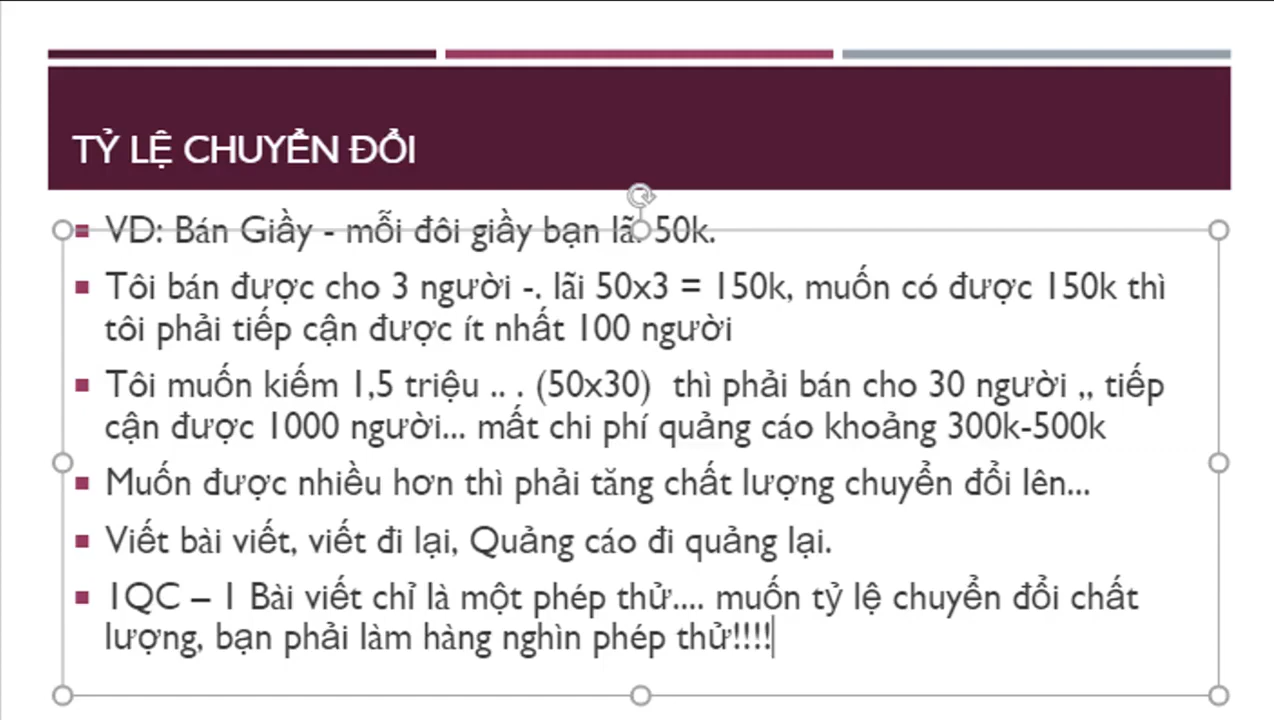 TỶ LỆ CHUYỂN ĐỔI
VD: Bán Giầy - mỗi đôi giầy bạn lãi 50k.
Tôi bán được cho 3 người -. lãi 50x3 = 150k, muốn có được 150k thì
tôi phải tiếp cận được ít nhất 100 người
Tôi muốn kiếm 1,5 triệu .. . (50x30)  thì phải bán cho 30 người ,, tiếp
cận được 1000 người... mất chi phí quảng cáo khoảng 300k-500k
Muốn được nhiều hơn thì phải tăng chất lượng chuyển đổi lên...
Viết bài viết, viết đi lại, Quảng cáo đi quảng lại.
1QC – 1 Bài viết chỉ là một phép thử.... muốn tỷ lệ chuyển đổi chất
lượng, bạn phải làm hàng nghìn phép thử!!!!